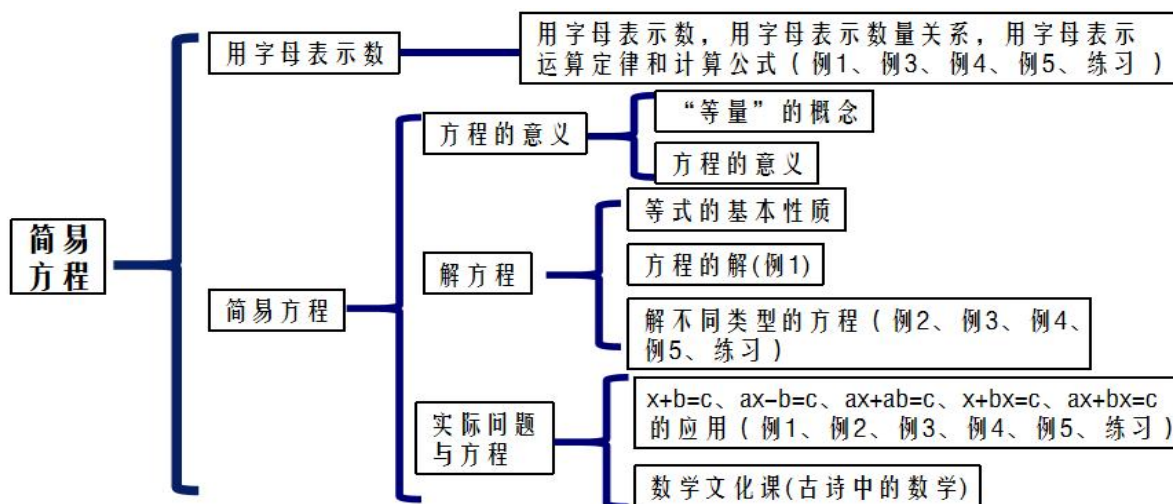 用字母表示数
用字母表示数，用字母表示数量关系，用字母表示
运算定律和计算公式（例1、例3、例4、例5、练习）
简易
方程
简易方程
方程的意义
“等量”的概念
方程的意义
解方程
等式的基本性质
方程的解(例1)
解不同类型的方程（例2、例3、例4、
例5、练习）
实际问题
与方程
x+b=c、ax-b=c、ax+ab=c、x+bx=c、ax+bx=c
的应用（例1、例2、例3、例4、例5、练习）
数学文化课(古诗中的数学)